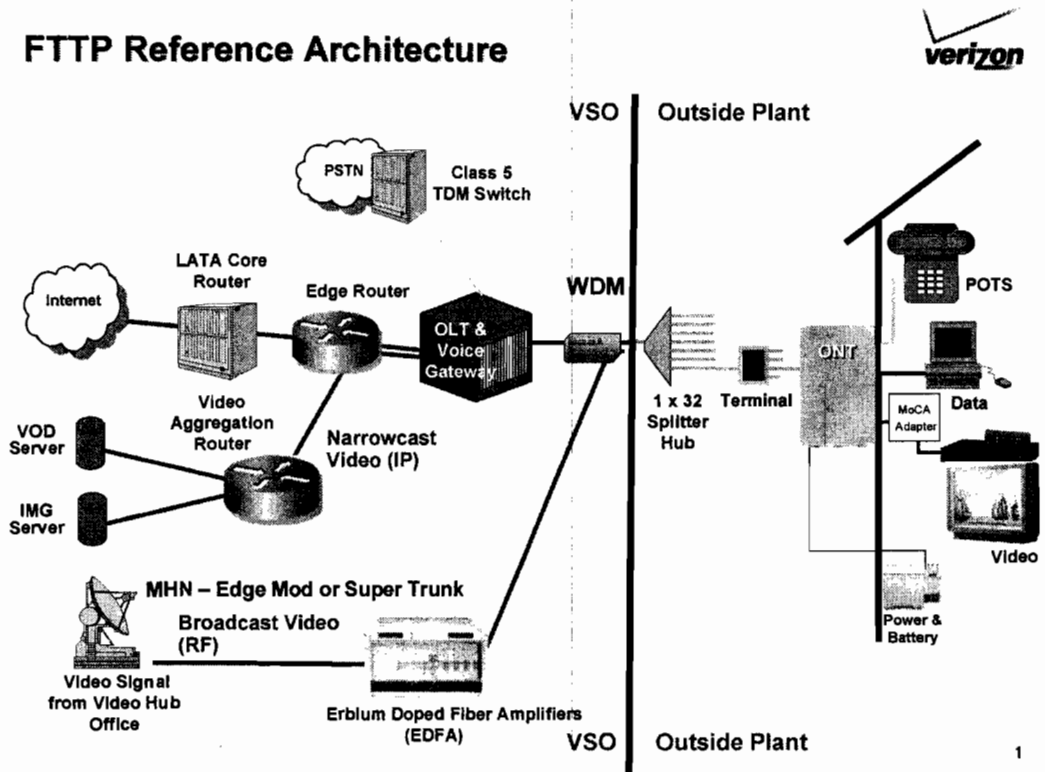 FTTP Reference Architecture
verizon
VSO
Outside Plant
PSTN
Class 5
TDM Switch
LATA Core
Router
Internet
Edge Router
OLT &
Voice
Gateway
WDM
1 x 32
Splitter
Hub
Terminal
ONT
POTS
Data
MoCA
Adapter
Video
Power &
Battery
VOD
Server
IMG
Server
Video
Aggregation
Router
Narrowcast
Video (IP)
MHN – Edge Mod or Super Trunk
Broadcast Video
(RF)
Video Signal
from Video Hub
Office
Erbium Doped Fiber Amplifiers
(EDFA)
VSO
Outside Plant
1